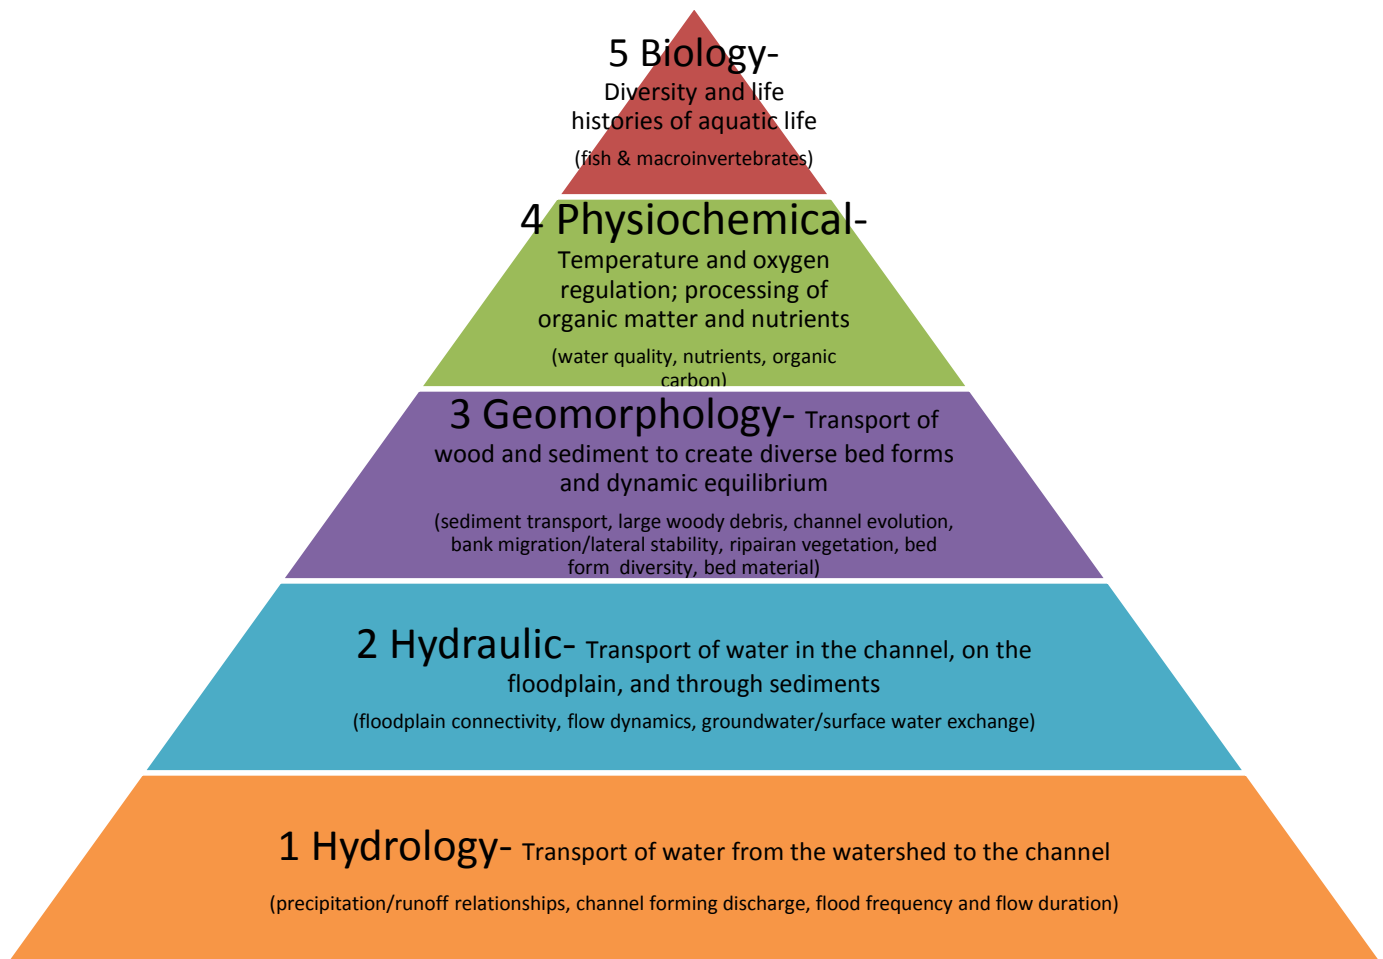 5 Biology-
Diversity and life
histories of aquatic life
(fish & macroinvertebrates)
4 Physiochemical-
Temperature and oxygen
regulation; processing of
organic matter and nutrients
(water quality, nutrients, organic
carbon)
3 Geomorphology- Transport of
wood and sediment to create diverse bed forms
and dynamic equilibrium
(sediment transport, large woody debris, channel evolution,
bank migration/lateral stability, ripairan vegetation, bed
form diversity, bed material)
2 Hydraulic- Transport of water in the channel, on the
floodplain, and through sediments
(floodplain connectivity, flow dynamics, groundwater/surface water exchange)
1 Hydrology- Transport of water from the watershed to the channel
(precipitation/runoff relationships, channel forming discharge, flood frequency and flow duration)